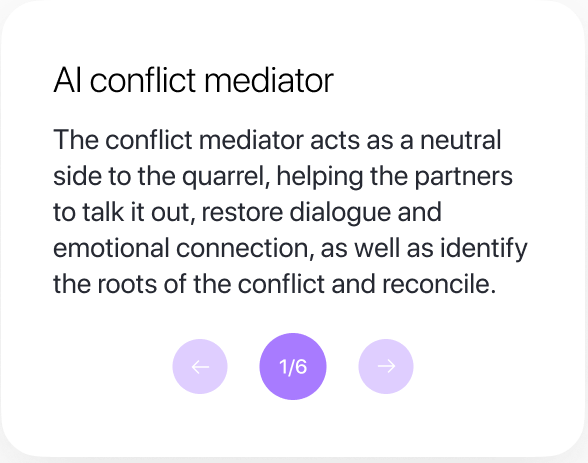 AI conflict mediator
The conflict mediator acts as a neutral
side to the quarrel, helping the partners
to talk it out, restore dialogue and
emotional connection, as well as identify
the roots of the conflict and reconcile.
← 1/6 →